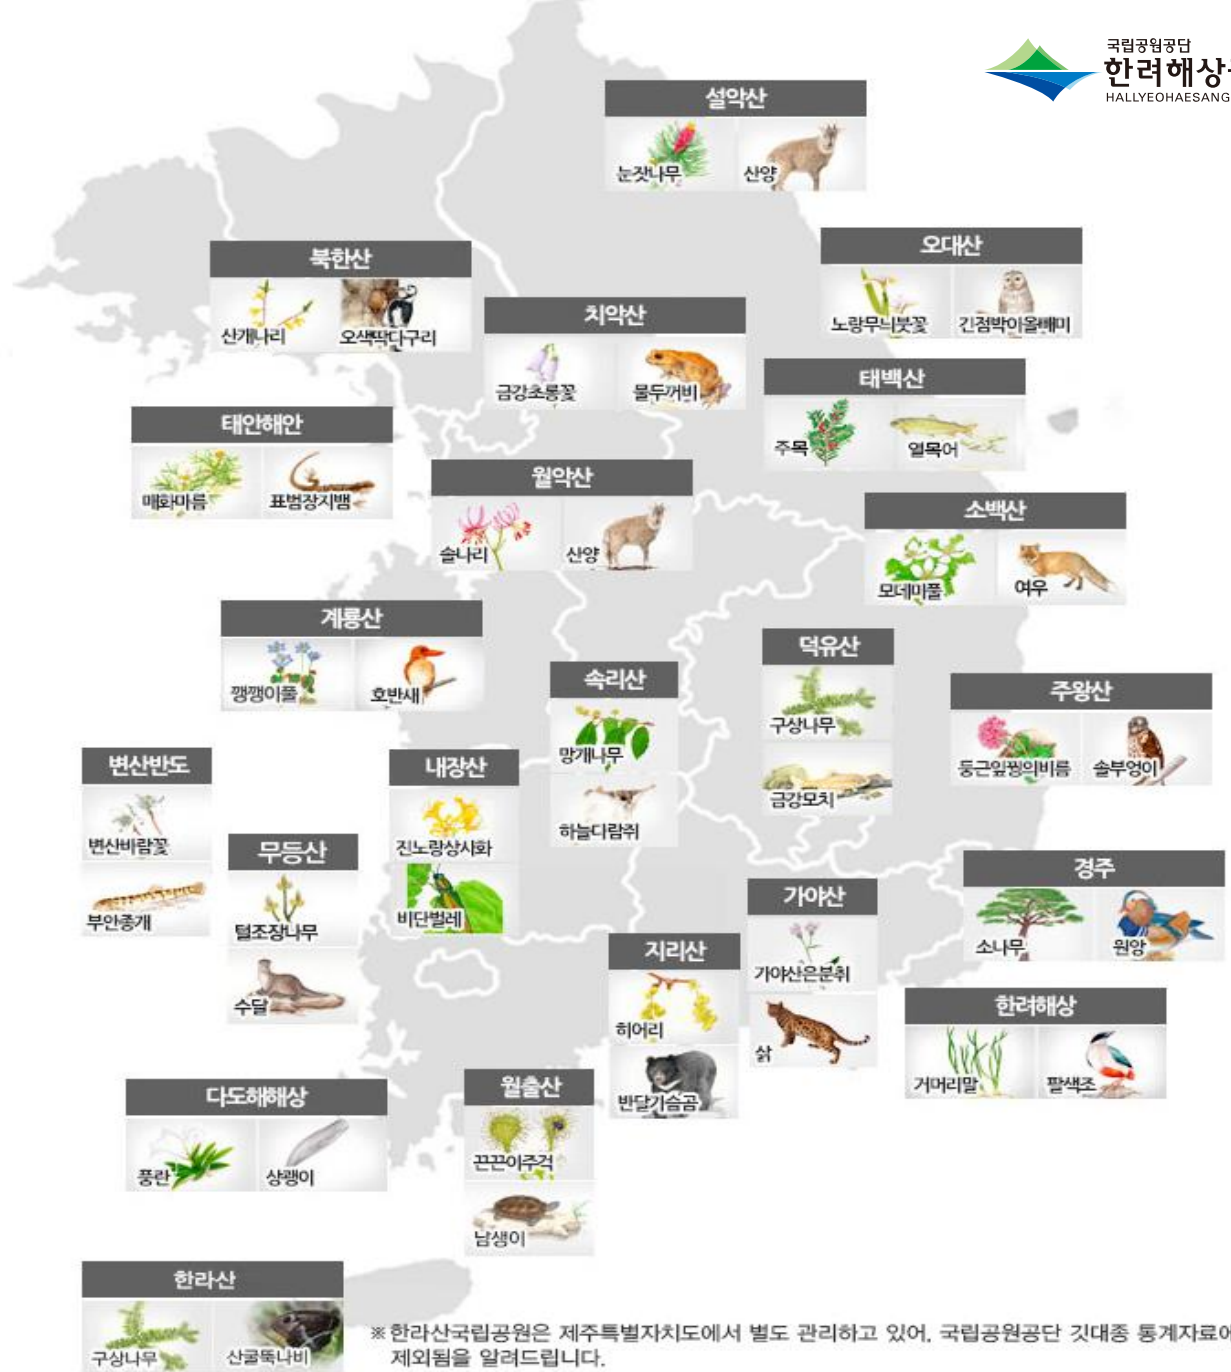 국립공원공단
한려해상
HALLYEOHAESANG
설악산
눈잣나무
산양
북한산
산개나리
오색딱다구리
오대산
노랑무늬붓꽃
긴점박이올빼미
치악산
금강초롱꽃
물두꺼비
태백산
주목
열목어
태안해안
매화마름
표범장지뱀
월악산
솔나리
산양
소백산
모데미풀
여우
계룡산
깽깽이풀
호반새
속리산
망개나무
하늘다람쥐
덕유산
구상나무
금강모치
주왕산
둥근잎꿩의비름
솔부엉이
변산반도
변산바람꽃
부안종개
내장산
진노랑상사화
비단벌레
무등산
털조장나무
수달
가야산
가야산은분취
삵
경주
소나무
원앙
지리산
히어리
반달가슴곰
한려해상
거머리말
팔색조
다도해해상
풍란
상괭이
월출산
끈끈이주걱
남생이
한라산
구상나무
산굴뚝나비
※한라산국립공원은 제주특별자치도에서 별도 관리하고 있어, 국립공원공단 깃대종 통계자료에
제외됨을 알려드립니다.